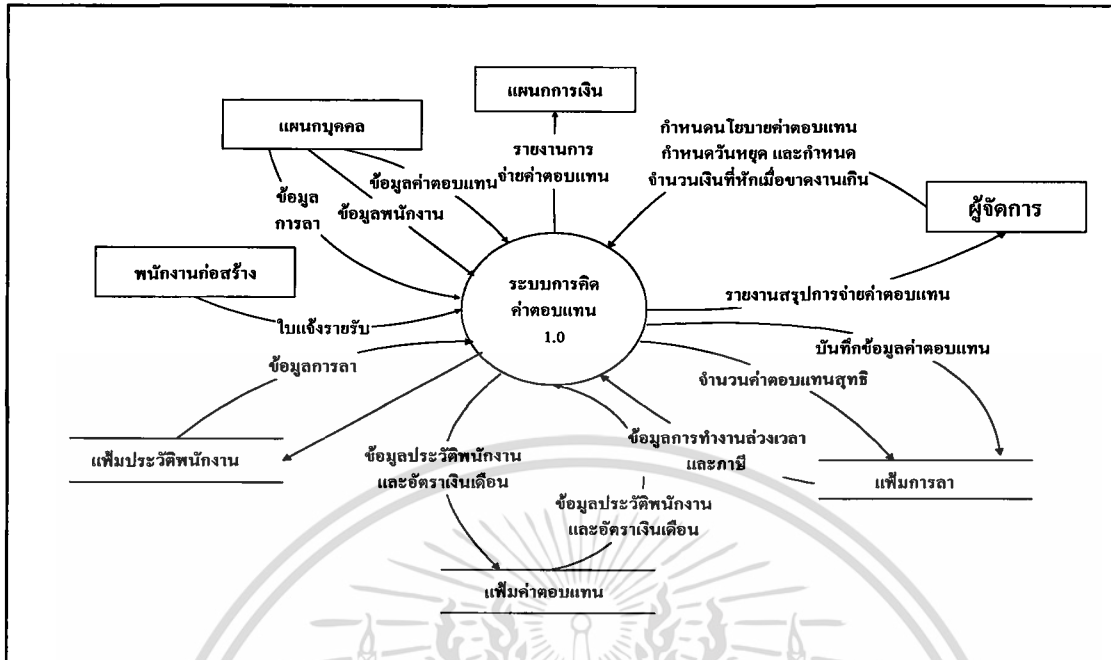 แผนกการเงิน
แผนกบุคคล
กำหนดนโยบายค่าตอบแทน
กำหนดวันหยุด และกำหนด
จำนวนเงินที่หักเมื่อขาดงานเกิน
รายงานการ
จ่ายค่าตอบแทน
ข้อมูลค่าตอบแทน
ข้อมูลพนักงาน
ข้อมูล
การลา
ผู้จัดการ
พนักงานก่อสร้าง
ระบบการคิด
ค่าตอบแทน
1.0
รายงานสรุปการจ่ายค่าตอบแทน
ใบแจ้งรายรับ
บันทึกข้อมูลค่าตอบแทน
ข้อมูลการลา
จำนวนค่าตอบแทนสุทธิ
แฟ้มประวัติพนักงาน
ข้อมูลประวัติพนักงาน
และอัตราเงินเดือน
ข้อมูลการทำงานล่วงเวลา
และภาษี
แฟ้มการลา
ข้อมูลประวัติพนักงาน
และอัตราเงินเดือน
แฟ้มค่าตอบแทน